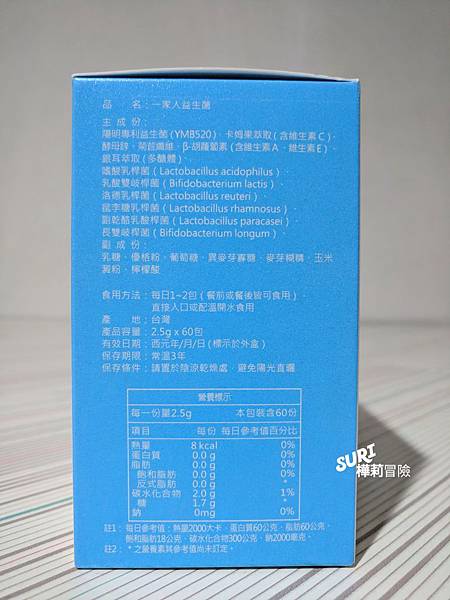 品　　名：一家人益生菌
主 成 份：
陽明專利益生菌(YMB520)、卡姆果萃取(含維生素C)、
酵母鋅、菊苣纖維、β-胡蘿蔔素(含維生素A、維生素E)、
銀耳萃取(多醣體)、
嗜酸乳桿菌(Lactobacillus acidophilus)、
乳酸雙歧桿菌(Bifidobacterium lactis)、
洛德乳桿菌(Lactobacillus reuteri)、
鼠李糖乳桿菌(Lactobacillus rhamnosus)、
副乾酪乳酸桿菌(Lactobacillus paracasei)、
長雙歧桿菌(Bifidobacterium longum)、
副 成 份：
乳糖、優格粉、葡萄糖、異麥芽寡糖、麥芽糊精、玉米
澱粉、檸檬酸
食用方法：每日1~2包(餐前或餐後皆可食用)，
直接入口或配溫開水食用
產　　地：台灣
產品容量：2.5g x 60包
有效日期：西元年/月/日(標示於外盒)
保存期限：常溫3年
保存條件：請置於陰涼乾燥處，避免陽光直曬
營養標示
每一份量2.5g　本包裝含60份
項目　每份　每日參考值百分比
熱量　8 kcal　0%
蛋白質　0.0 g　0%
脂肪　0.0 g　0%
飽和脂肪　0.0 g　0%
反式脂肪　0.0 g　*
碳水化合物　2.0 g　1%
糖　1.7 g　*
鈉　0mg　0%
註1：每日參考值：熱量2000大卡、蛋白質60公克、脂肪60公克、
飽和脂肪18公克、碳水化合物300公克、鈉2000毫克。
註2：*之營養素其參考值尚未訂定。
SURI
樺莉冒險